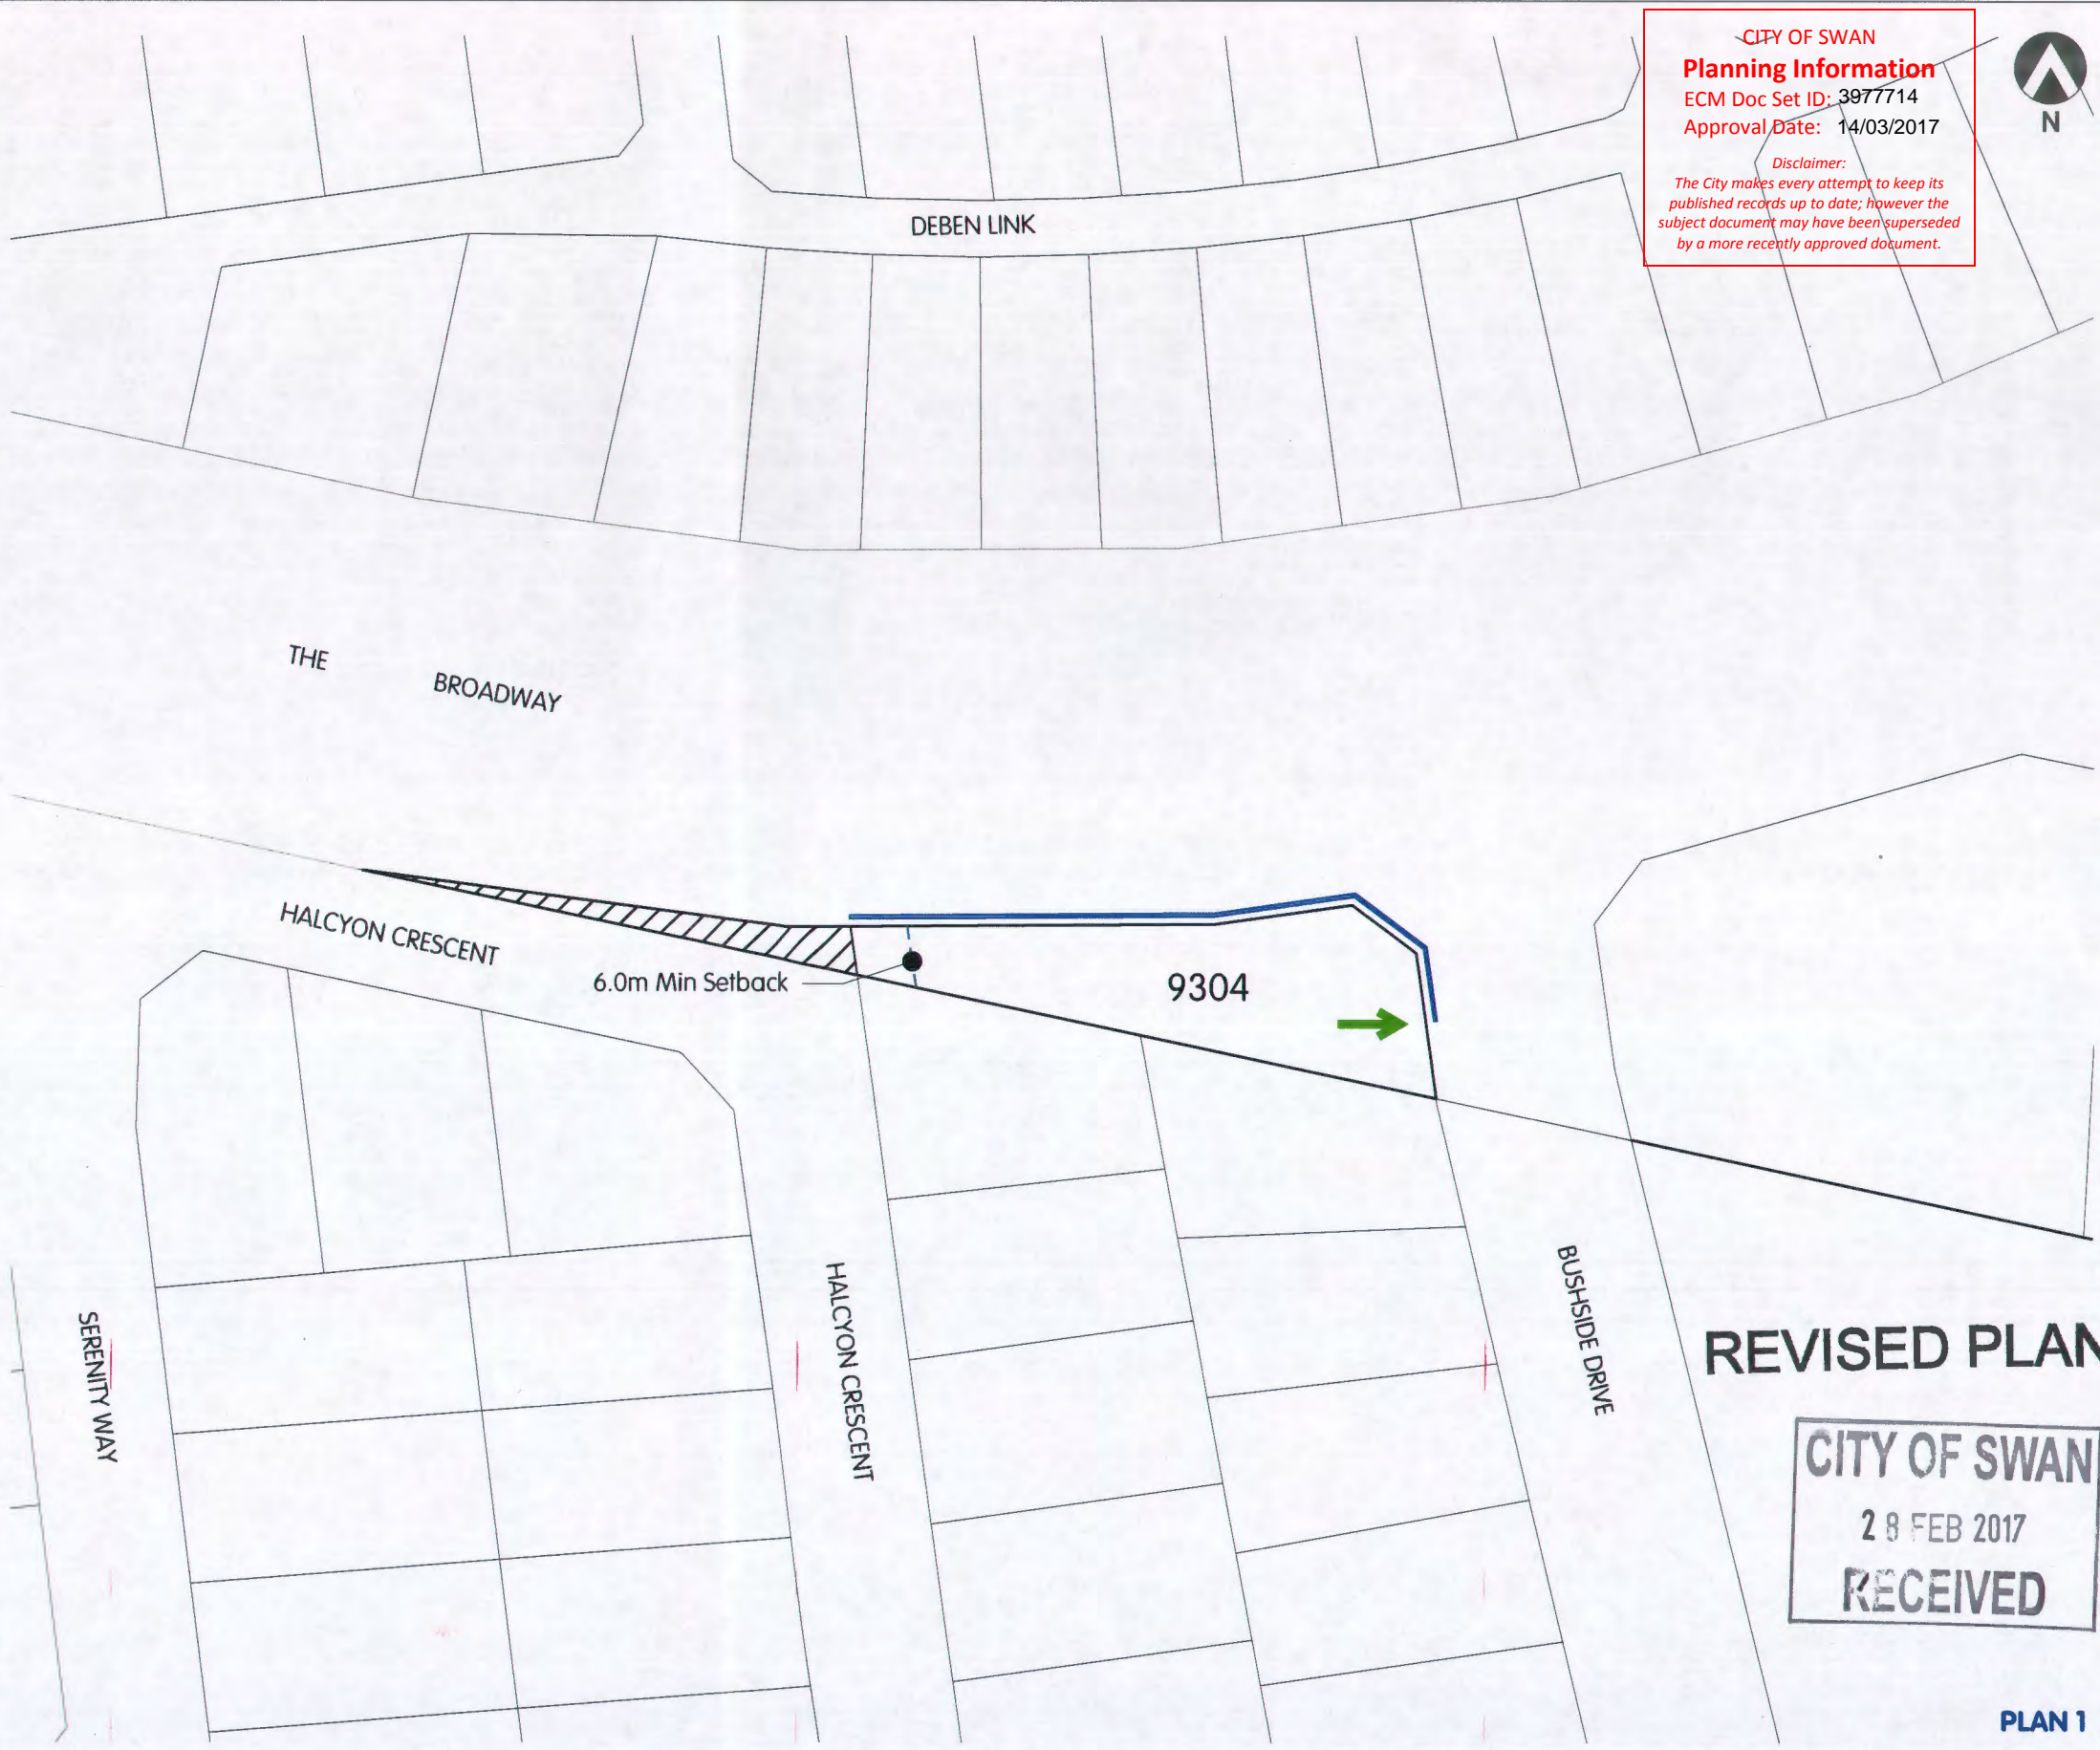 CITY OF SWAN
Planning Information
ECM Doc Set ID: 3977714
Approval Date: 14/03/2017
Disclaimer:
The City makes every attempt to keep its
published records up to date; however the
subject document may have been superseded
by a more recently approved document.
N
DEBEN LINK
THE BROADWAY
HALCYON CRESCENT
6.0m Min Setback
9304
SERENITY WAY
HALCYON CRESCENT
BUSHSIDE DRIVE
REVISED PLAN
CITY OF SWAN
28 FEB 2017
RECEIVED
PLAN 1